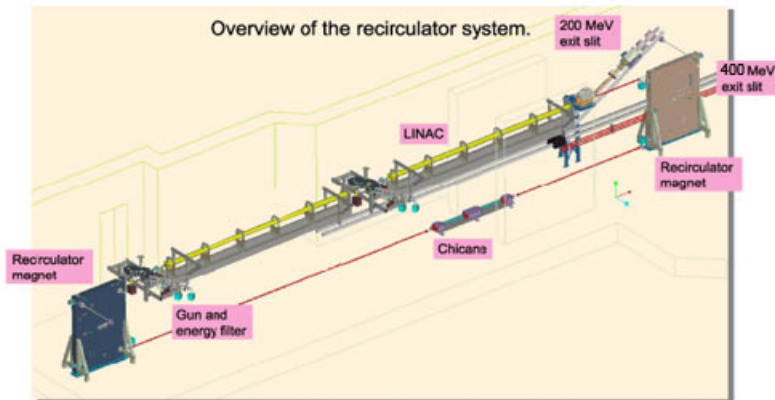 Overview of the recirculator system.
200 MeV
exit slit
400 MeV
exit slit
LINAC
Recirculator
magnet
Chicane
Recirculator
magnet
Gun and
energy filter